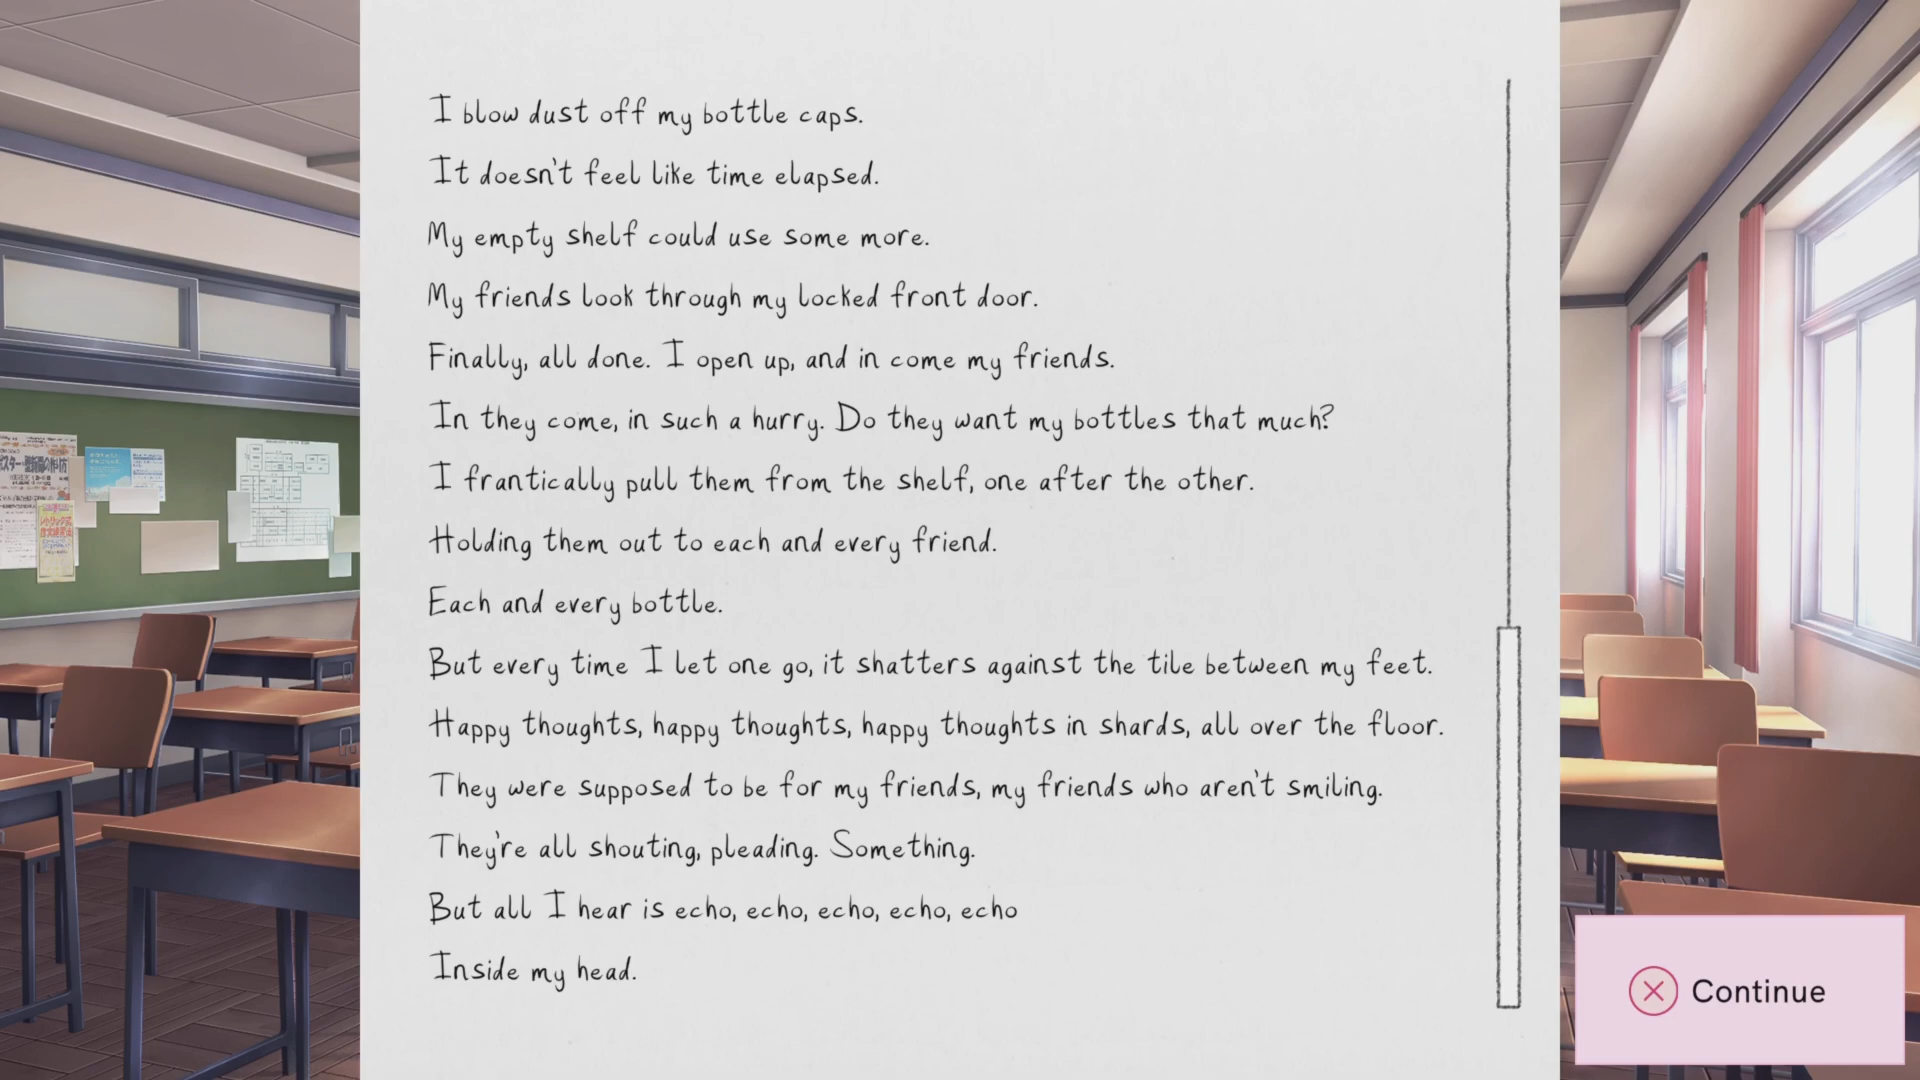 I blow dust off my bottle caps.
It doesn't feel like time elapsed.
My empty shelf could use some more.
My friends look through my locked front door.
Finally, all done. I open up, and in come my friends.
In they come, in such a hurry. Do they want my bottles that much?
I frantically pull them from the shelf, one after the other.
Holding them out to each and every friend.
Each and every bottle.
But every time I let one go, it shatters against the tile between my feet.
Happy thoughts, happy thoughts, happy thoughts in shards, all over the floor.
They were supposed to be for my friends, my friends who aren't smiling.
They're all shouting, pleading. Something.
But all I hear is echo, echo, echo, echo, echo
Inside my head.
Continue